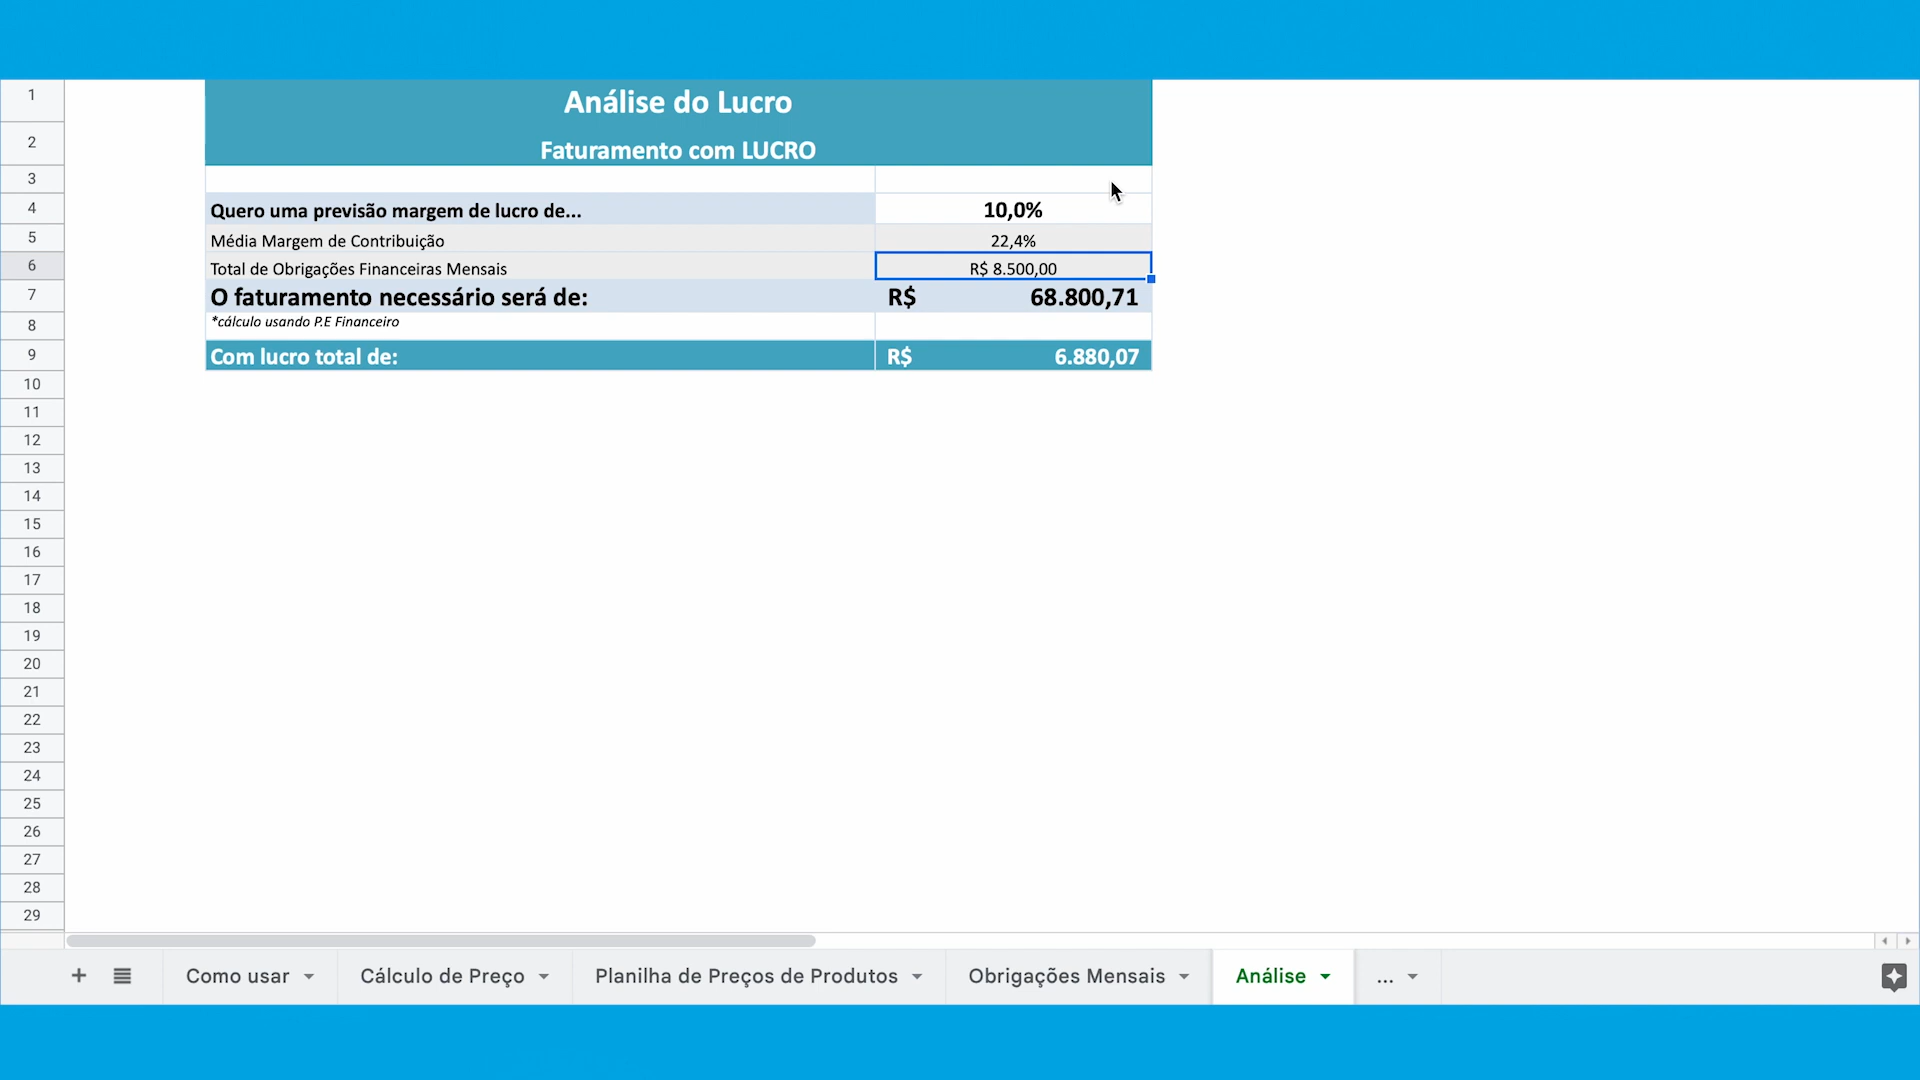 1
Análise do Lucro
2
Faturamento com LUCRO
3
4 Quero uma previsão margem de lucro de... 10,0%
5 Média Margem de Contribuição 22,4%
6 Total de Obrigações Financeiras Mensais R$ 8.500,00
7 O faturamento necessário será de: R$ 68.800,71
8 *cálculo usando P.E Financeiro
9 Com lucro total de: R$ 6.880,07
10
11
12
13
14
15
16
17
18
19
20
21
22
23
24
25
26
27
28
29
Como usar Cálculo de Preço Planilha de Preços de Produtos Obrigações Mensais Análise ...